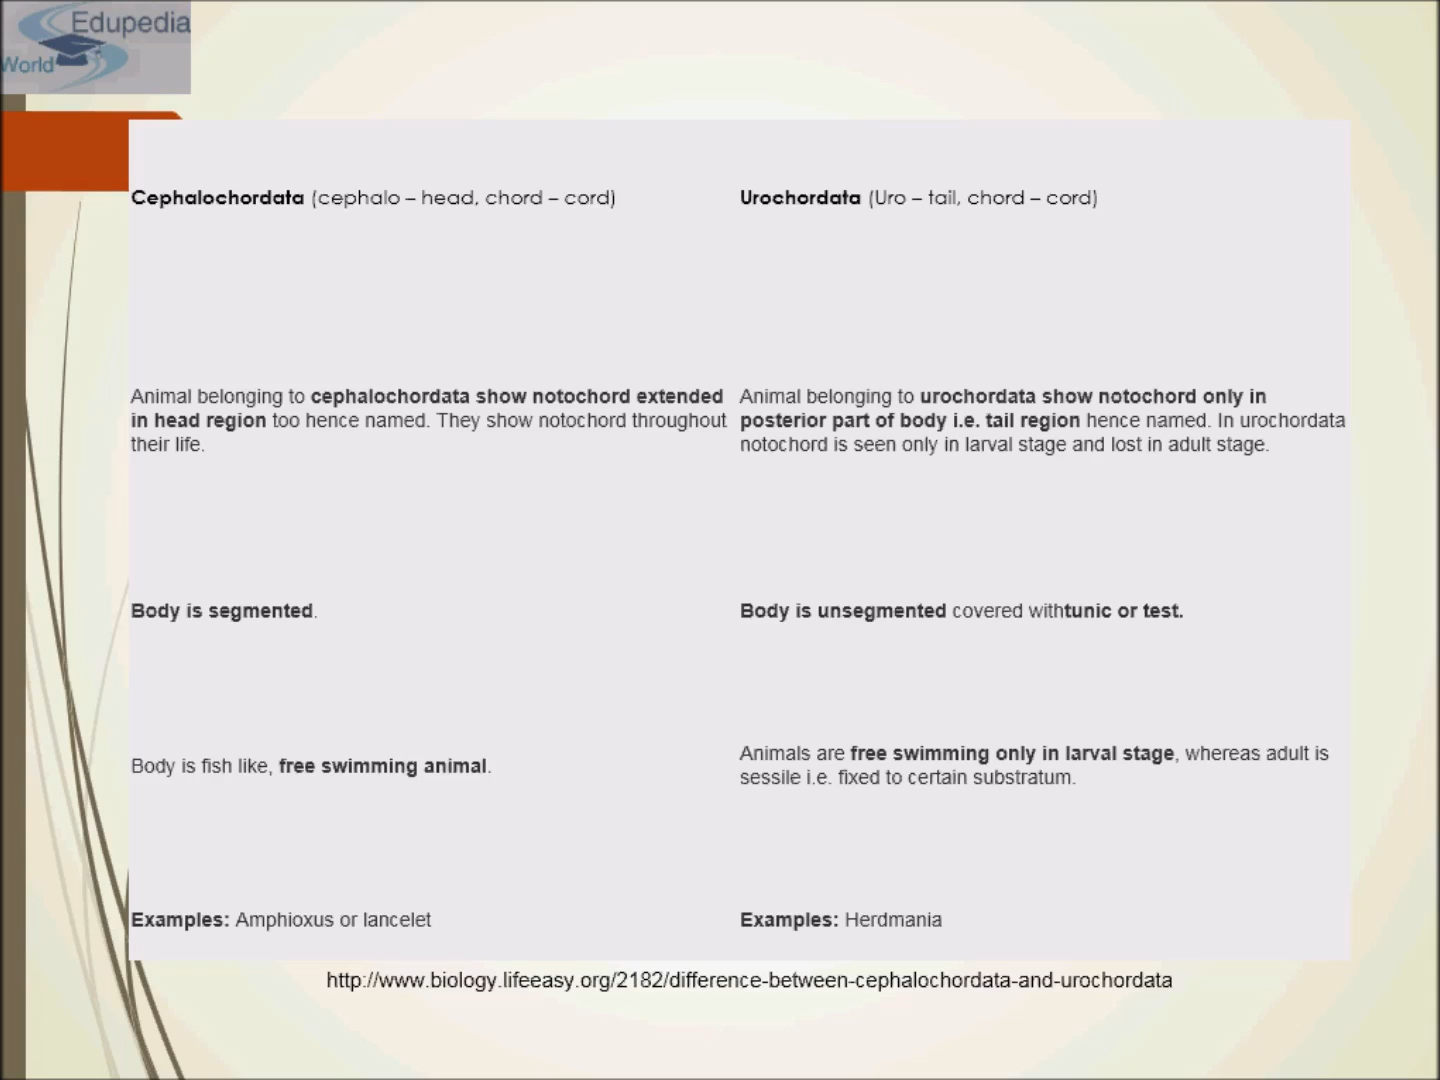 Edupedia
World
Cephalochordata (cephalo – head, chord – cord)
Urochordata (Uro – tail, chord – cord)
Animal belonging to cephalochordata show notochord extended
in head region too hence named. They show notochord throughout
their life.
Animal belonging to urochordata show notochord only in
posterior part of body i.e. tail region hence named. In urochordata
notochord is seen only in larval stage and lost in adult stage.
Body is segmented.
Body is unsegmented covered withtunic or test.
Body is fish like, free swimming animal.
Animals are free swimming only in larval stage, whereas adult is
sessile i.e. fixed to certain substratum.
Examples: Amphioxus or lancelet
Examples: Herdmania
http://www.biology.lifeeasy.org/2182/difference-between-cephalochordata-and-urochordata